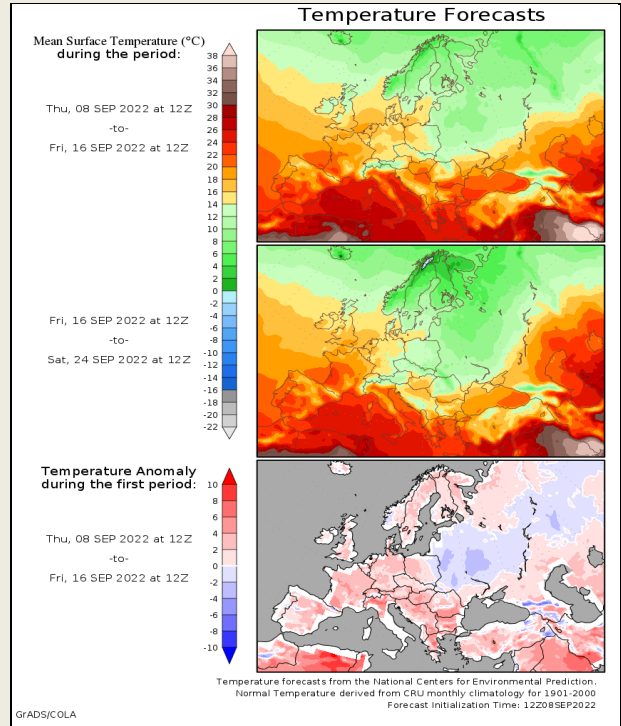 Temperature Forecasts
Mean Surface Temperature (°C)
during the period:
Thu, 08 SEP 2022 at 12Z
-to-
Fri, 16 SEP 2022 at 12Z
38
36
34
32
30
28
26
24
22
20
18
16
14
12
10
8
6
4
2
0
-2
-4
-6
-8
-10
-12
-14
-16
-18
-20
-22
Fri, 16 SEP 2022 at 12Z
-to-
Sat, 24 SEP 2022 at 12Z
Temperature Anomaly
during the first period:
Thu, 08 SEP 2022 at 12Z
-to-
Fri, 16 SEP 2022 at 12Z
10
8
6
4
2
0
-2
-4
-6
-8
-10
Temperature forecasts from the National Centers for Environmental Prediction.
Normal Temperature derived from CRU monthly climatology for 1901-2000
Forecast Initialization Time: 12Z08SEP2022
GrADS/COLA